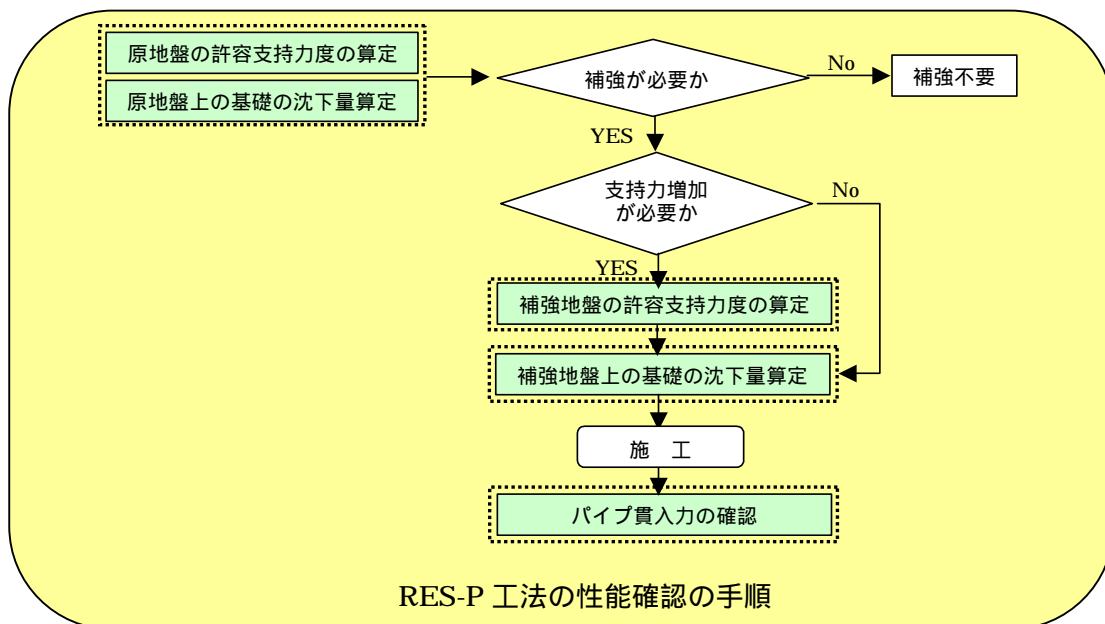 原地盤の許容支持力度の算定
原地盤上の基礎の沈下量算定
補強が必要か
No
補強不要
YES
支持力増加
が必要か
No
YES
補強地盤の許容支持力度の算定
補強地盤上の基礎の沈下量算定
施　工
パイプ貫入力の確認
RES-P 工法の性能確認の手順